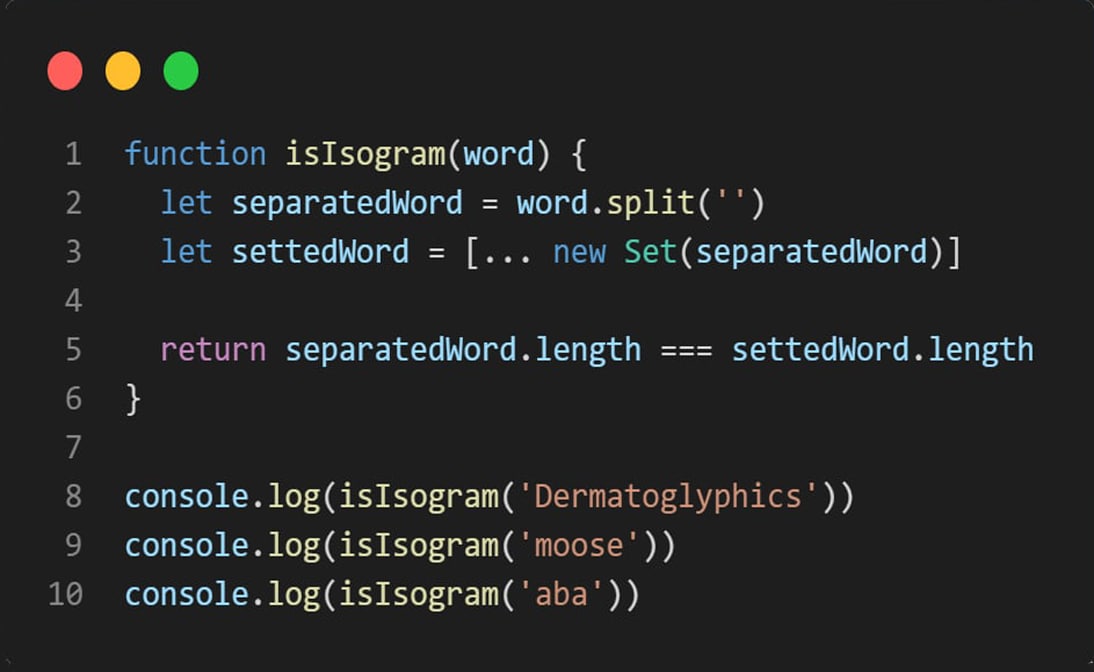 1 function isIsogram(word) {
2   let separatedWord = word.split('')
3   let settedWord = [... new Set(separatedWord)]
4
5   return separatedWord.length === settedWord.length
6 }
7
8 console.log(isIsogram('Dermatoglyphics'))
9 console.log(isIsogram('moose'))
10 console.log(isIsogram('aba'))